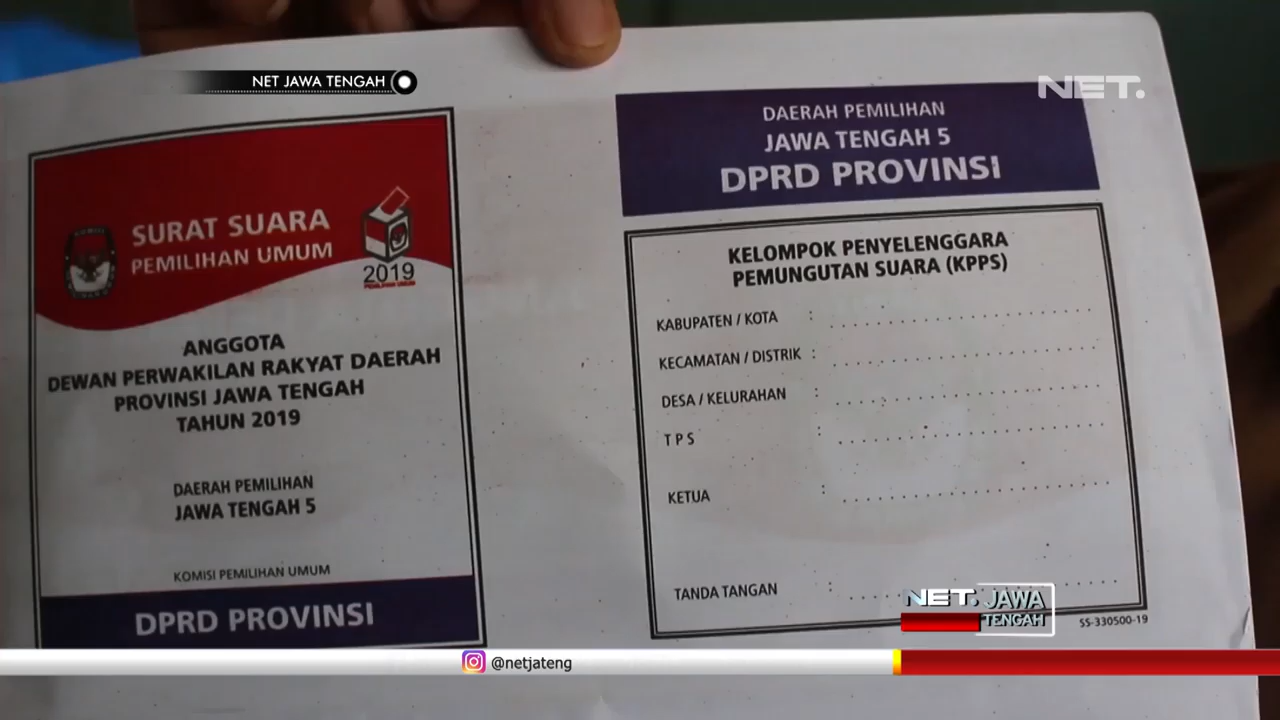 NET JAWA TENGAH
NET.
SURAT SUARA
PEMILIHAN UMUM
2019
PEMILIHAN UMUM
ANGGOTA
DEWAN PERWAKILAN RAKYAT DAERAH
PROVINSI JAWA TENGAH
TAHUN 2019
DAERAH PEMILIHAN
JAWA TENGAH 5
KOMISI PEMILIHAN UMUM
DPRD PROVINSI
DAERAH PEMILIHAN
JAWA TENGAH 5
DPRD PROVINSI
KELOMPOK PENYELENGGARA
PEMUNGUTAN SUARA (KPPS)
KABUPATEN / KOTA :
KECAMATAN / DISTRIK :
DESA / KELURAHAN :
T P S :
KETUA :
TANDA TANGAN :
SS-330500-19
NET. JAWA
TENGAH
@netjateng